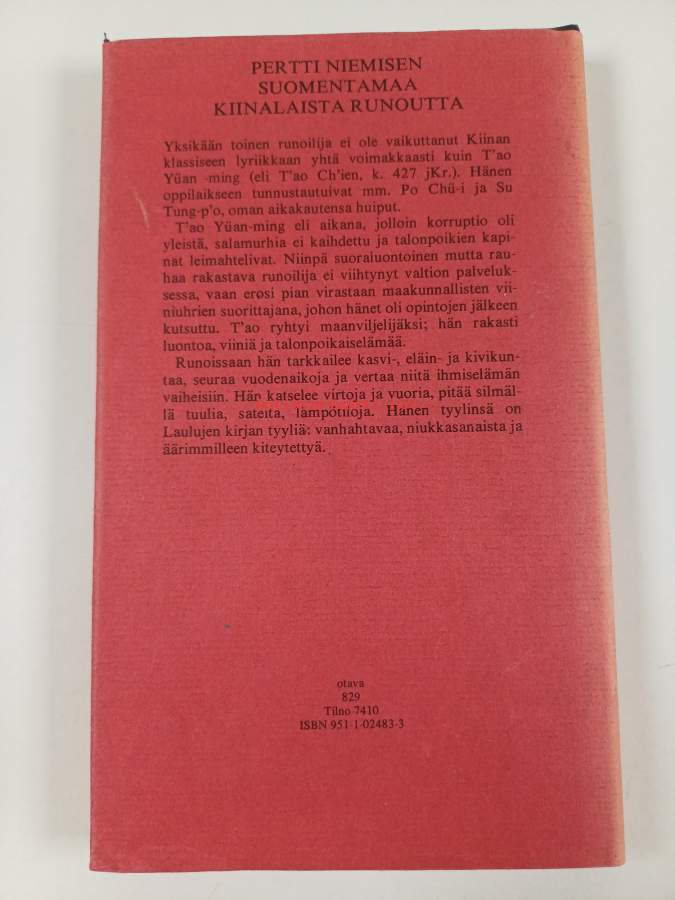 PERTTI NIEMISEN
SUOMENTAMAA
KIINALAISTA RUNOUTTA
Yksikään toinen runoilija ei ole vaikuttanut Kiinan
klassiseen lyriikkaan yhtä voimakkaasti kuin T'ao
Yüan -ming (eli T'ao Ch'ien, k. 427 jKr.). Hänen
oppilaikseen tunnustautuivat mm. Po Chü-i ja Su
Tung-p'o, oman aikakautensa huiput.
T'ao Yüan-ming eli aikana, jolloin korruptio oli
yleistä, salamurhia ei kaihdettu ja talonpoikien kapi-
nat leimahtelivat. Niinpä suoraluontoinen mutta rau-
haa rakastava runoilija ei viihtynyt valtion palveluk-
sessa, vaan erosi pian virastaan maakunnallisten vii-
niuhrien suorittajana, johon hänet oli opintojen jälkeen
kutsuttu. T'ao ryhtyi maanviljelijäksi; hän rakasti
luontoa, viiniä ja talonpoikaiselämää.
Runoissaan hän tarkkailee kasvi-, eläin- ja kivikun-
taa, seuraa vuodenaikoja ja vertaa niitä ihmiselämän
vaiheisiin. Hän katselee virtoja ja vuoria, pitää silmäl-
lä tuulia, sateita, lämpötiloja. Hänen tyylinsä on
Laulujen kirjan tyyliä: vanhahtavaa, niukkasanaista ja
äärimmilleen kiteytettyä.
otava
829
Tilno 7410
ISBN 951-1-02483-3